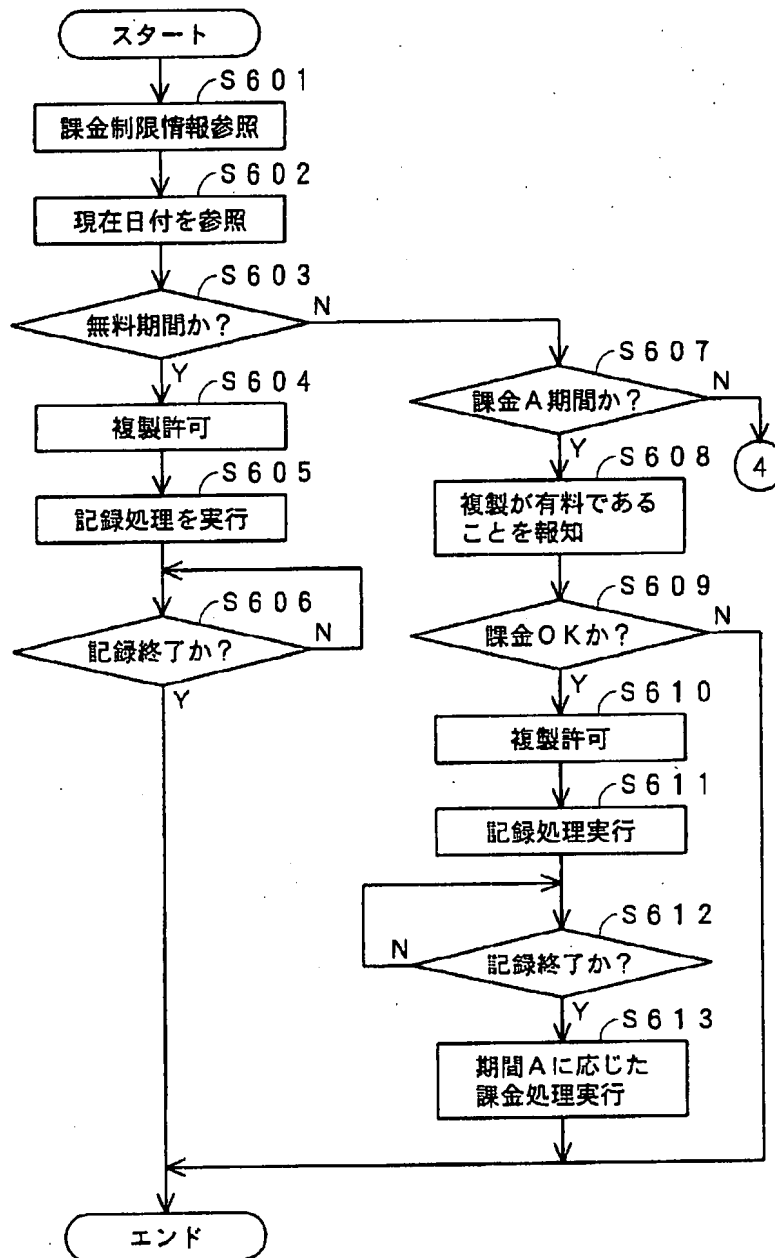 スタート
S601
課金制限情報参照
S602
現在日付を参照
S603
無料期間か?
N
Y
S604
複製許可
S605
記録処理を実行
S606
記録終了か?
N
Y
S607
課金A期間か?
N
Y
4
S608
複製が有料である
ことを報知
S609
課金OKか?
N
Y
S610
複製許可
S611
記録処理実行
S612
記録終了か?
N
Y
S613
期間Aに応じた
課金処理実行
エンド